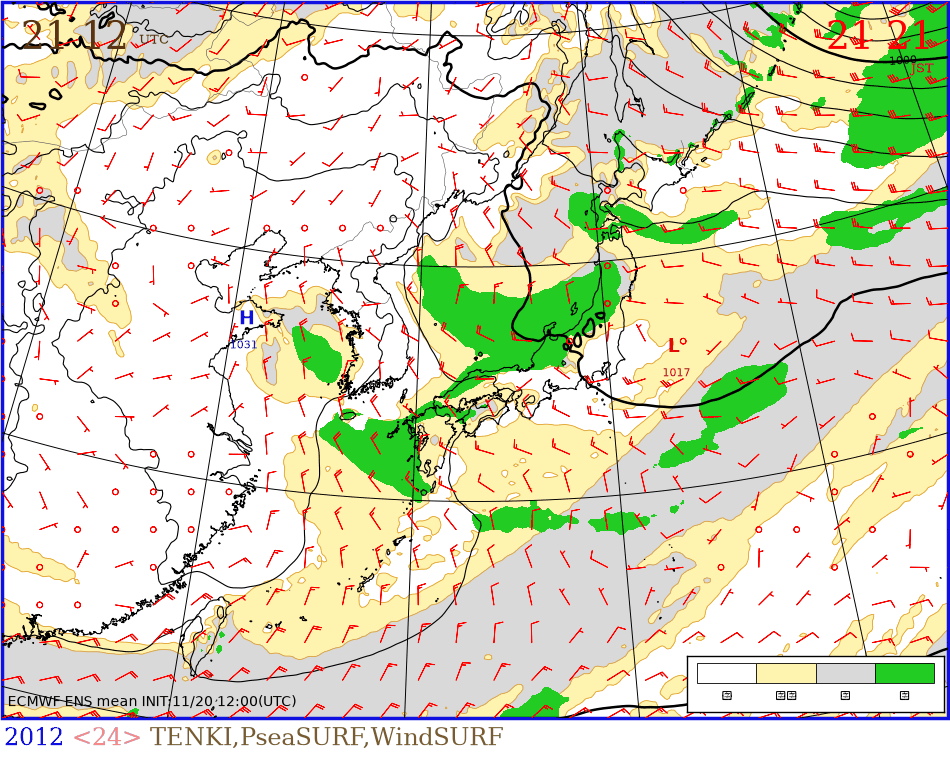 21 12 UTC
21 21 JST
1000
H
1031
L
1017
ECMWF ENS mean INIT:11/20 12:00(UTC)
2012 <24> TENKI,PseaSURF,WindSURF